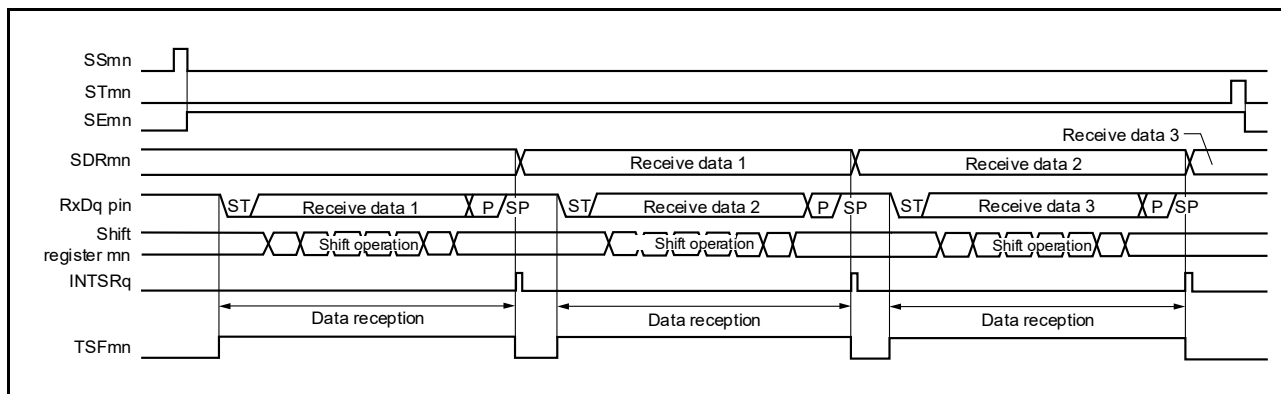 SSmn
STmn
SEmn
Receive data 3
SDRmn Receive data 1 Receive data 2
RxDq pin ST Receive data 1 P SP ST Receive data 2 P SP ST Receive data 3 P SP
Shift
register mn Shift operation Shift operation Shift operation
INTSRq
Data reception Data reception Data reception
TSFmn